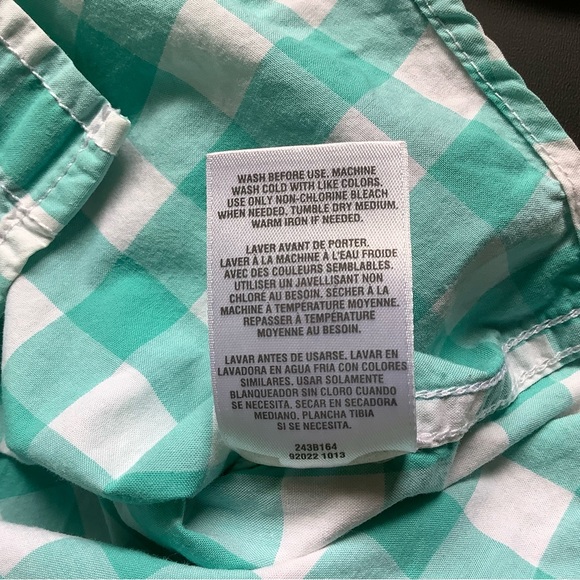 WASH BEFORE USE. MACHINE
WASH COLD WITH LIKE COLORS.
USE ONLY NON-CHLORINE BLEACH
WHEN NEEDED. TUMBLE DRY MEDIUM.
WARM IRON IF NEEDED.
LAVER AVANT DE PORTER.
LAVER À LA MACHINE À L'EAU FROIDE
AVEC DES COULEURS SEMBLABLES.
UTILISER UN JAVELLISANT NON
CHLORÉ AU BESOIN. SÉCHER À LA
MACHINE À TEMPÉRATURE MOYENNE.
REPASSER À TEMPÉRATURE
MOYENNE AU BESOIN.
LAVAR ANTES DE USARSE. LAVAR EN
LAVADORA EN AGUA FRIA CON COLORES
SIMILARES. USAR SOLAMENTE
BLANQUEADOR SIN CLORO CUANDO
SE NECESITA. SECAR EN SECADORA
MEDIANO. PLANCHA TIBIA
SI SE NECESITA.
243B164
92022 1013